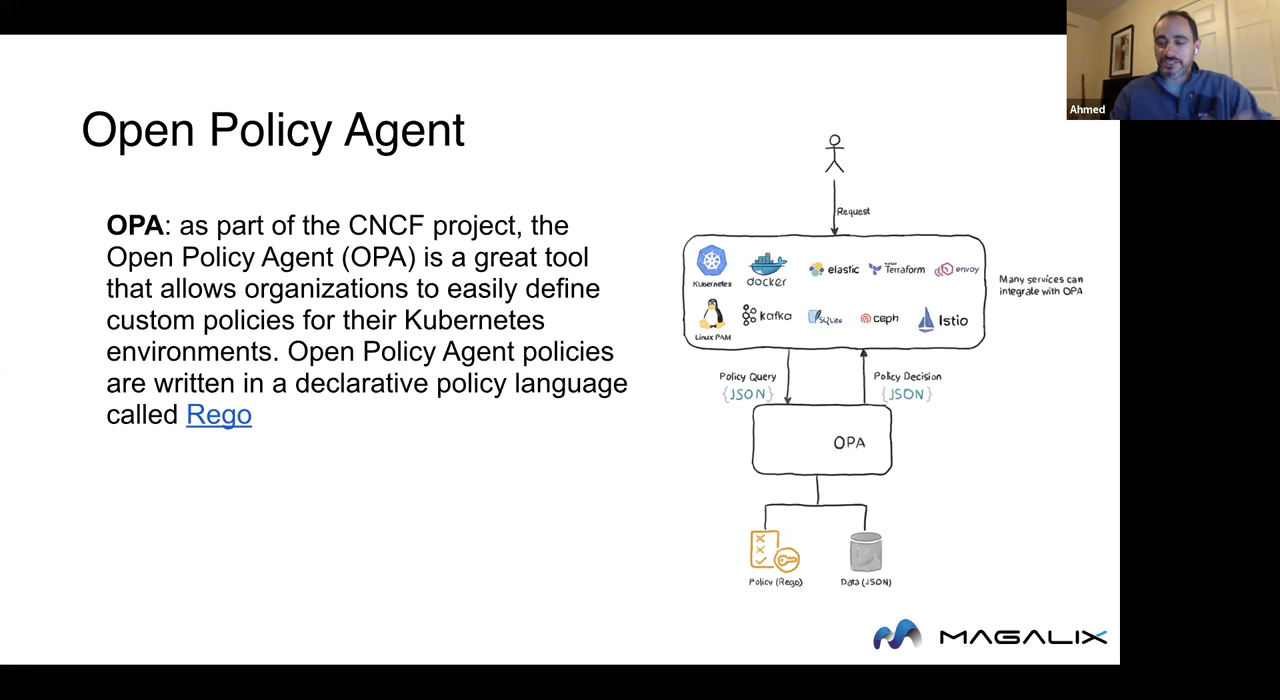 Ahmed
Open Policy Agent
OPA: as part of the CNCF project, the
Open Policy Agent (OPA) is a great tool
that allows organizations to easily define
custom policies for their Kubernetes
environments. Open Policy Agent policies
are written in a declarative policy language
called Rego
Request
Kubernetes
docker
elastic
Terraform
envoy
Linux PAM
kafka
SQLite
ceph
Istio
Many services can
integrate with OPA
Policy Query
{JSON}
Policy Decision
{JSON}
OPA
Policy (Rego)
Data (JSON)
MAGALIX